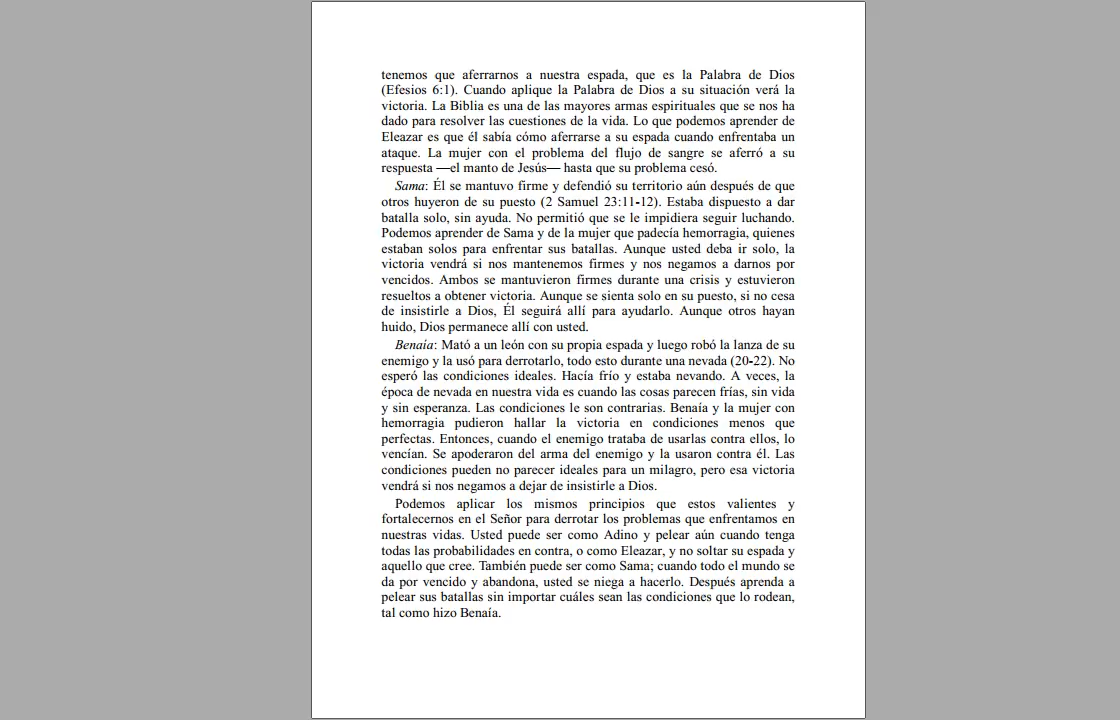 tenemos que aferrarnos a nuestra espada, que es la Palabra de Dios
(Efesios 6:1). Cuando aplique la Palabra de Dios a su situación verá la
victoria. La Biblia es una de las mayores armas espirituales que se nos ha
dado para resolver las cuestiones de la vida. Lo que podemos aprender de
Eleazar es que él sabía cómo aferrarse a su espada cuando enfrentaba un
ataque. La mujer con el problema del flujo de sangre se aferró a su
respuesta —el manto de Jesús— hasta que su problema cesó.
Sama: Él se mantuvo firme y defendió su territorio aún después de que
otros huyeron de su puesto (2 Samuel 23:11-12). Estaba dispuesto a dar
batalla solo, sin ayuda. No permitió que se le impidiera seguir luchando.
Podemos aprender de Sama y de la mujer que padecía hemorragia, quienes
estaban solos para enfrentar sus batallas. Aunque usted deba ir solo, la
victoria vendrá si nos mantenemos firmes y nos negamos a darnos por
vencidos. Ambos se mantuvieron firmes durante una crisis y estuvieron
resueltos a obtener victoria. Aunque se sienta solo en su puesto, si no cesa
de insistirle a Dios, Él seguirá allí para ayudarlo. Aunque otros hayan
huido, Dios permanece allí con usted.
Benaía: Mató a un león con su propia espada y luego robó la lanza de su
enemigo y la usó para derrotarlo, todo esto durante una nevada (20-22). No
esperó las condiciones ideales. Hacía frío y estaba nevando. A veces, la
época de nevada en nuestra vida es cuando las cosas parecen frías, sin vida
y sin esperanza. Las condiciones le son contrarias. Benaía y la mujer con
hemorragia pudieron hallar la victoria en condiciones menos que
perfectas. Entonces, cuando el enemigo trataba de usarlas contra ellos, lo
vencían. Se apoderaron del arma del enemigo y la usaron contra él. Las
condiciones pueden no parecer ideales para un milagro, pero esa victoria
vendrá si nos negamos a dejar de insistirle a Dios.
Podemos aplicar los mismos principios que estos valientes y
fortalecernos en el Señor para derrotar los problemas que enfrentamos en
nuestras vidas. Usted puede ser como Adino y pelear aún cuando tenga
todas las probabilidades en contra, o como Eleazar, y no soltar su espada y
aquello que cree. También puede ser como Sama; cuando todo el mundo se
da por vencido y abandona, usted se niega a hacerlo. Después aprenda a
pelear sus batallas sin importar cuáles sean las condiciones que lo rodean,
tal como hizo Benaía.